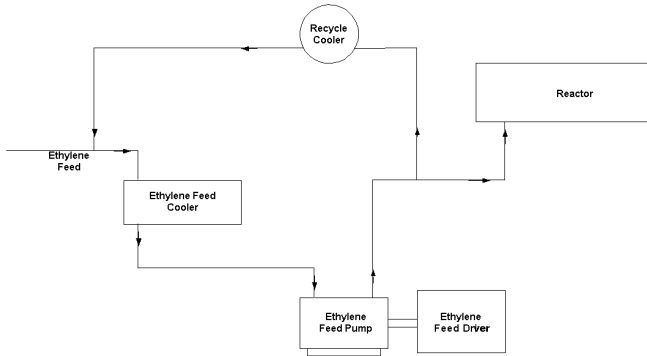 Recycle
Cooler
Reactor
Ethylene
Feed
Ethylene Feed
Cooler
Ethylene
Feed Pump
Ethylene
Feed Driver